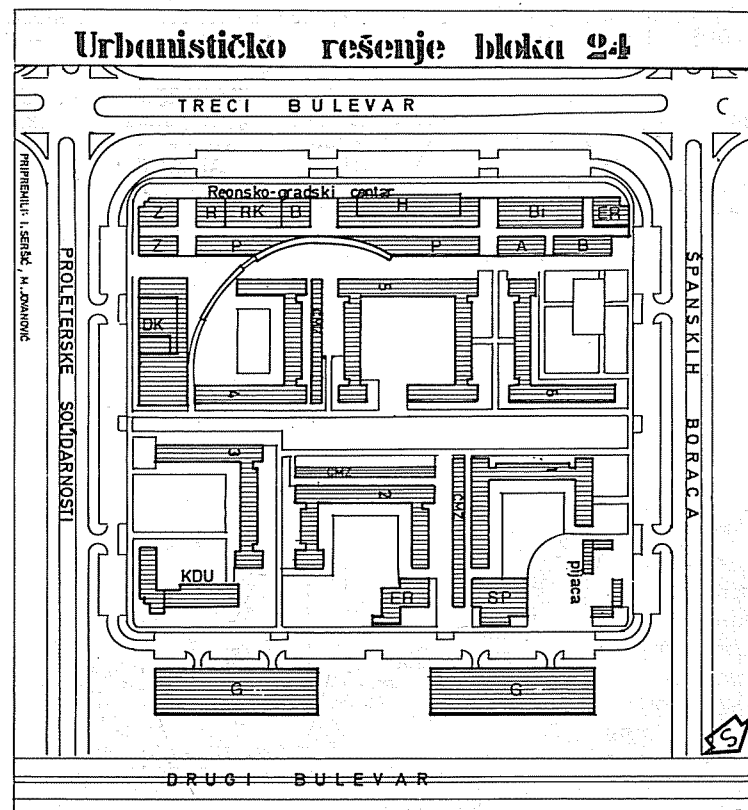 Urbanističko rešenje bloka 24
TRECI BULEVAR
PRIPREMILI: I. SERŠIĆ, M. JOVANOVIĆ
PROLETERSKE SOLIDARNOSTI
ŠPANSKIH BORACA
Reonsko-gradski centar
Z R RK B H Bi ER
Z P P A B
DK CMZ 5
4 5
3 CMZ 2 CMZ 1
KDU ER SP pijaca
G G
S
DRUGI BULEVAR